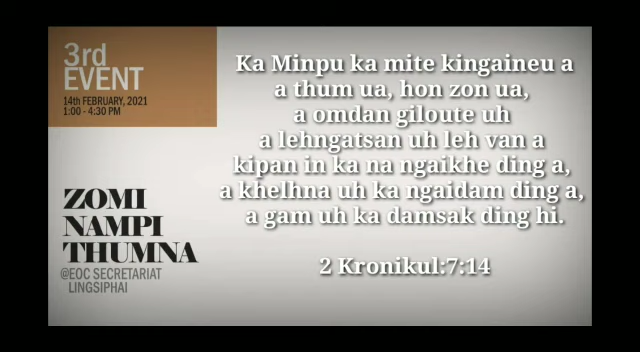 3rd
EVENT
14th FEBRUARY, 2021
1:00 - 4:30 PM
ZOMI
NAMPI
THUMNA
@EOC SECRETARIAT
LINGSIPHAI
Ka Minpu ka mite kingaineu a
a thum ua, hon zon ua,
a omdan giloute uh
a lehngatsan uh leh van a
kipan in ka na ngaikhe ding a,
a khelhna uh ka ngaidam ding a,
a gam uh ka damsak ding hi.
2 Kronikul:7:14